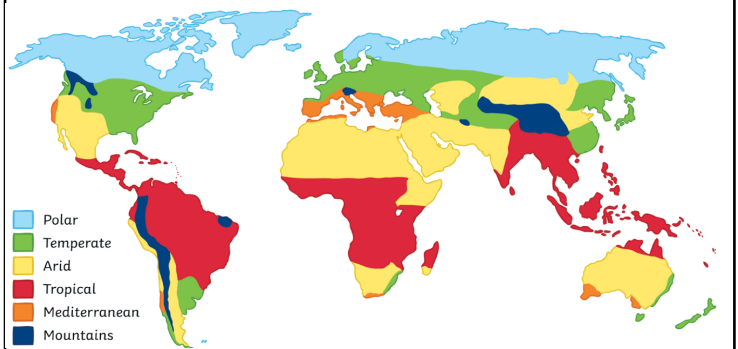 Polar
Temperate
Arid
Tropical
Mediterranean
Mountains